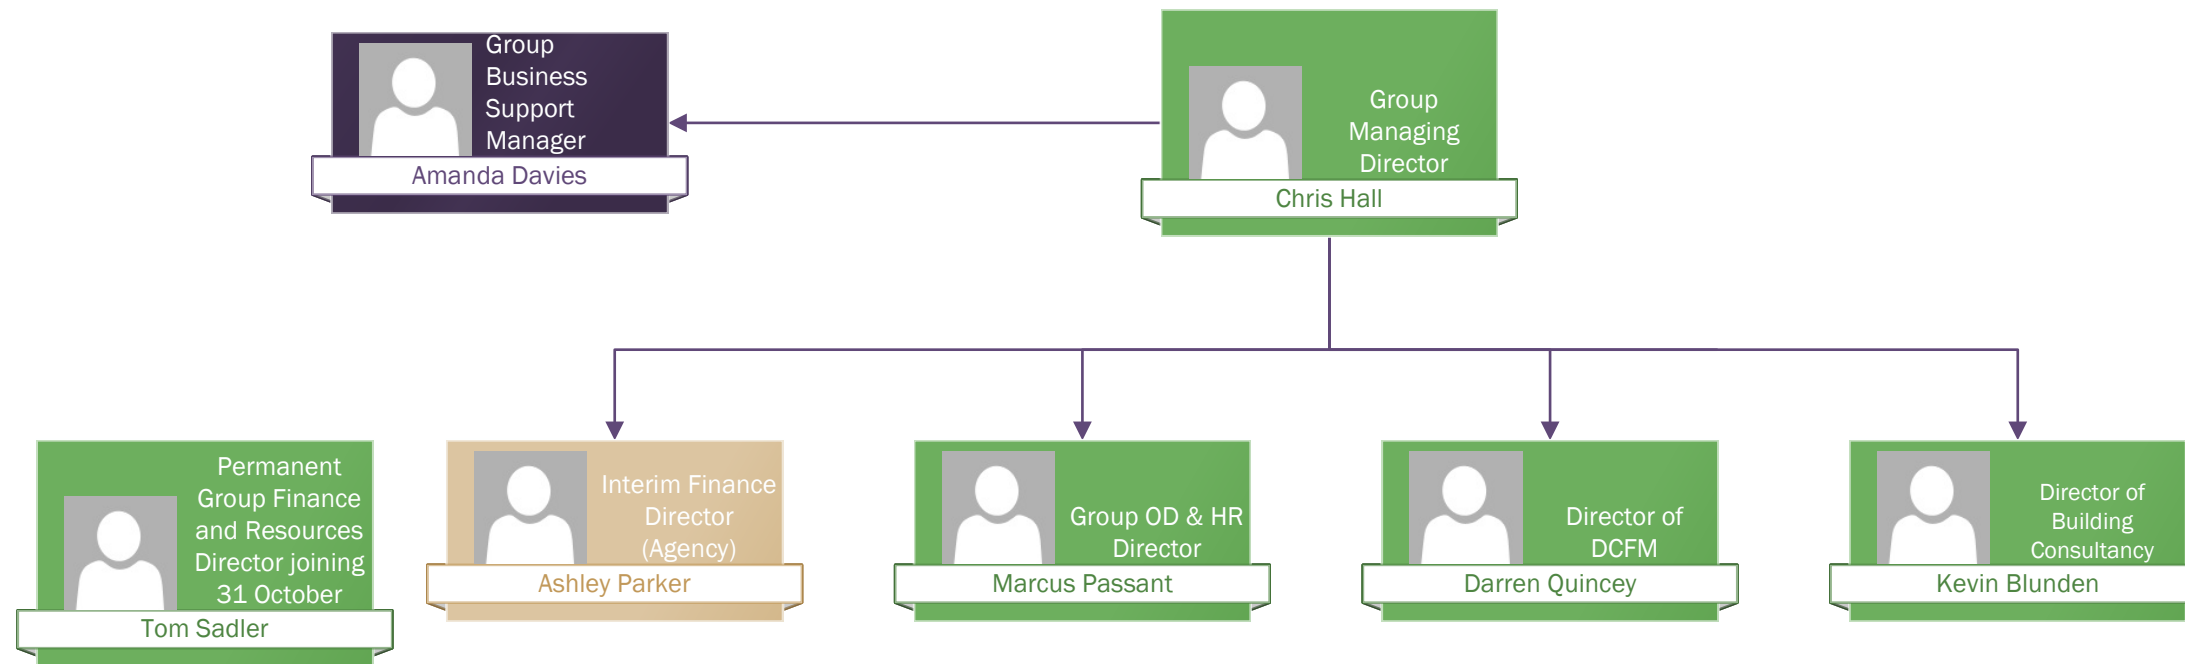 Group
Business
Support
Manager
Amanda Davies
Group
Managing
Director
Chris Hall
Permanent
Group Finance
and Resources
Director joining
31 October
Tom Sadler
Interim Finance
Director
(Agency)
Ashley Parker
Group OD & HR
Director
Marcus Passant
Director of
DCFM
Darren Quincey
Director of
Building
Consultancy
Kevin Blunden